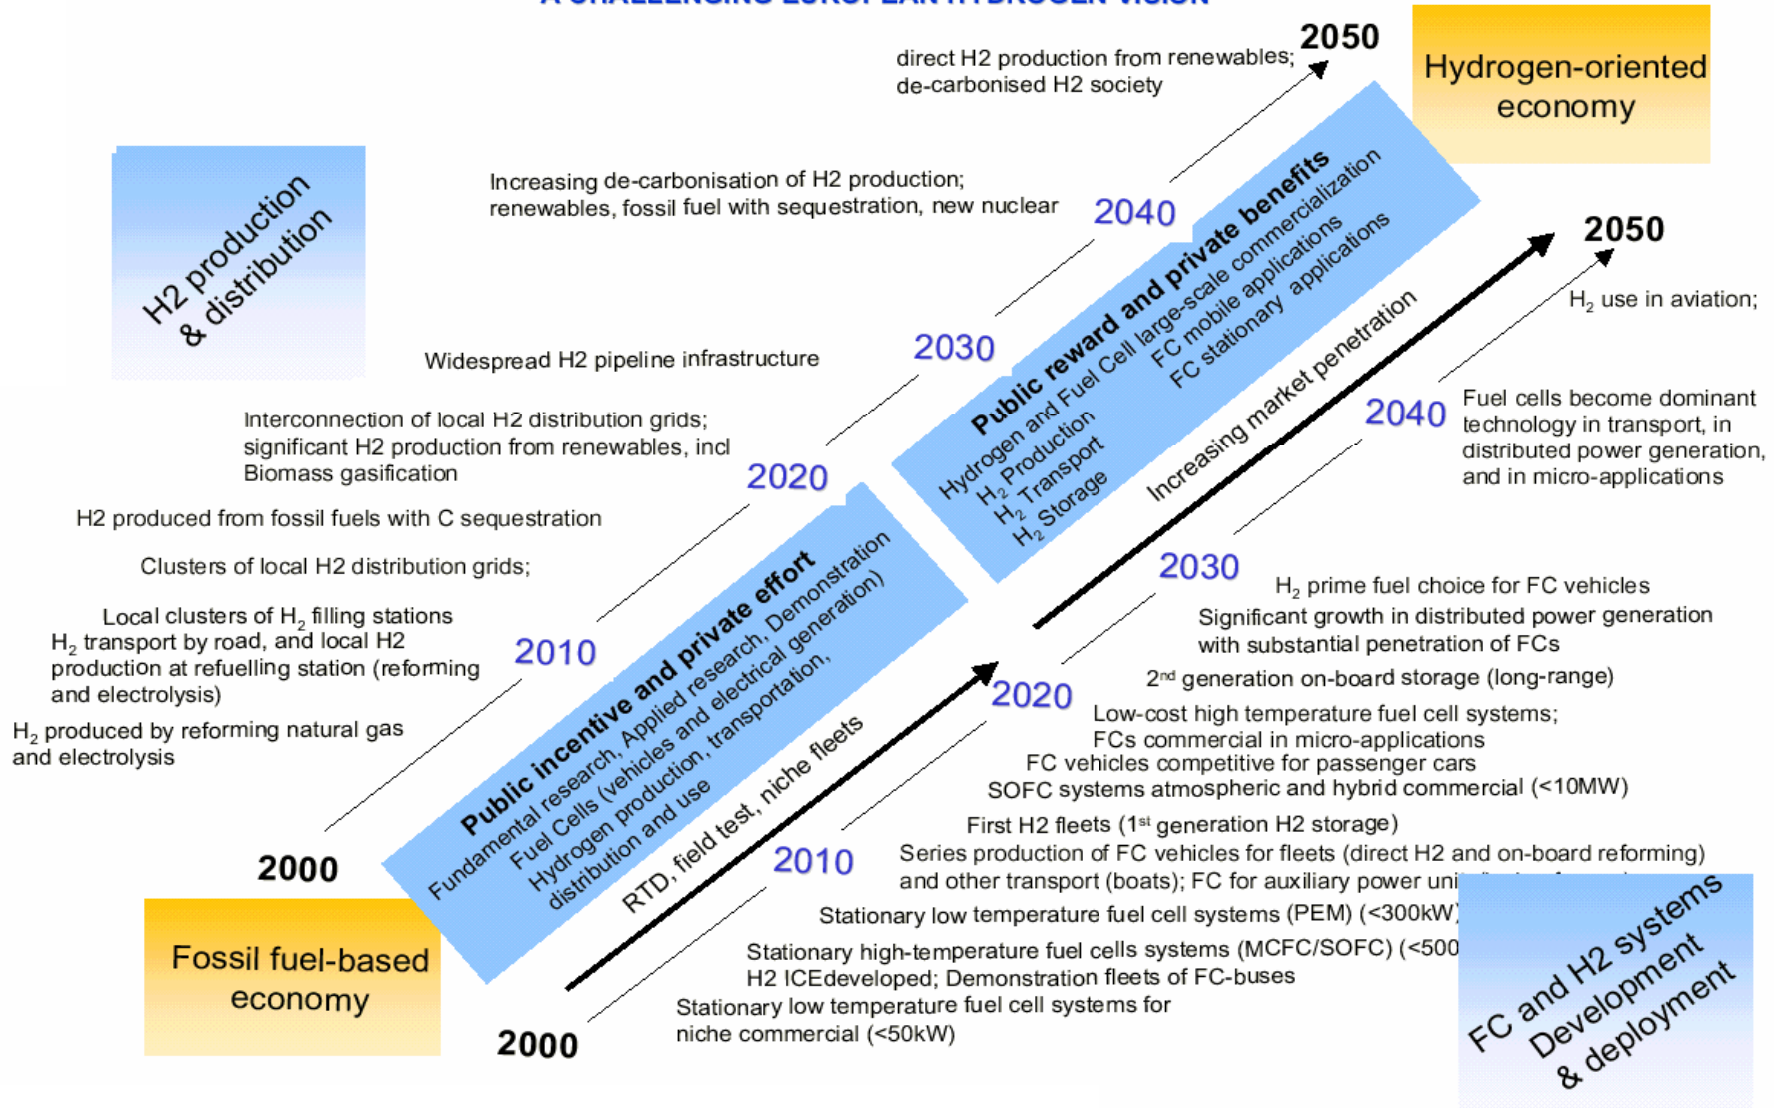 A CHALLENGING EUROPEAN HYDROGEN VISION
2050
direct H2 production from renewables;
de-carbonised H2 society
Hydrogen-oriented
economy
H2 production
& distribution
Increasing de-carbonisation of H2 production;
renewables, fossil fuel with sequestration, new nuclear
2040
Public reward and private benefits
Hydrogen and Fuel Cell large-scale commercialization
H2 Production
H2 Transport
H2 Storage
FC mobile applications
FC stationary applications
2050
H2 use in aviation;
2030
Widespread H2 pipeline infrastructure
Increasing market penetration
2040
Fuel cells become dominant
technology in transport, in
distributed power generation,
and in micro-applications
Interconnection of local H2 distribution grids;
significant H2 production from renewables, incl
Biomass gasification
2020
H2 produced from fossil fuels with C sequestration
Clusters of local H2 distribution grids;
2030
H2 prime fuel choice for FC vehicles
Significant growth in distributed power generation
with substantial penetration of FCs
2nd generation on-board storage (long-range)
Local clusters of H2 filling stations
H2 transport by road, and local H2
production at refuelling station (reforming
and electrolysis)
2010
H2 produced by reforming natural gas
and electrolysis
Public incentive and private effort
Fundamental research, Applied research, Demonstration
Fuel Cells (vehicles and electrical generation)
Hydrogen production, transportation,
distribution and use
RTD, field test, niche fleets
2020
Low-cost high temperature fuel cell systems;
FCs commercial in micro-applications
FC vehicles competitive for passenger cars
SOFC systems atmospheric and hybrid commercial (<10MW)
First H2 fleets (1st generation H2 storage)
2010
Series production of FC vehicles for fleets (direct H2 and on-board reforming)
and other transport (boats); FC for auxiliary power
Stationary low temperature fuel cell systems (PEM) (<300kW)
Stationary high-temperature fuel cells systems (MCFC/SOFC) (<500
H2 ICEdeveloped; Demonstration fleets of FC-buses
Stationary low temperature fuel cell systems for
niche commercial (<50kW)
2000
Fossil fuel-based
economy
2000
FC and H2 systems
Development
& deployment